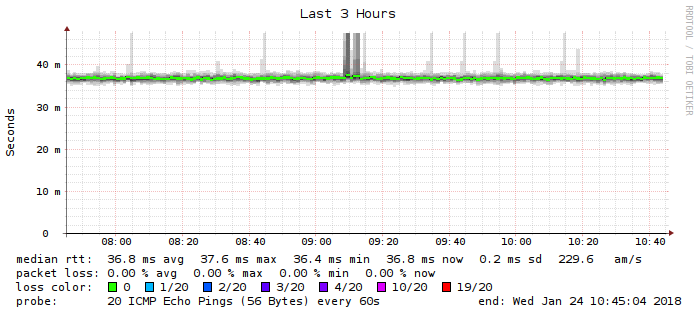 Last 3 Hours
RRDTOOL / TOBI OETIKER
Seconds
40 m
30 m
20 m
10 m
0
08:00 08:20 08:40 09:00 09:20 09:40 10:00 10:20 10:40
median rtt: 36.8 ms avg 37.6 ms max 36.4 ms min 36.8 ms now 0.2 ms sd 229.6 am/s
packet loss: 0.00 % avg 0.00 % max 0.00 % min 0.00 % now
loss color: 0 1/20 2/20 3/20 4/20 10/20 19/20
probe: 20 ICMP Echo Pings (56 Bytes) every 60s end: Wed Jan 24 10:45:04 2018